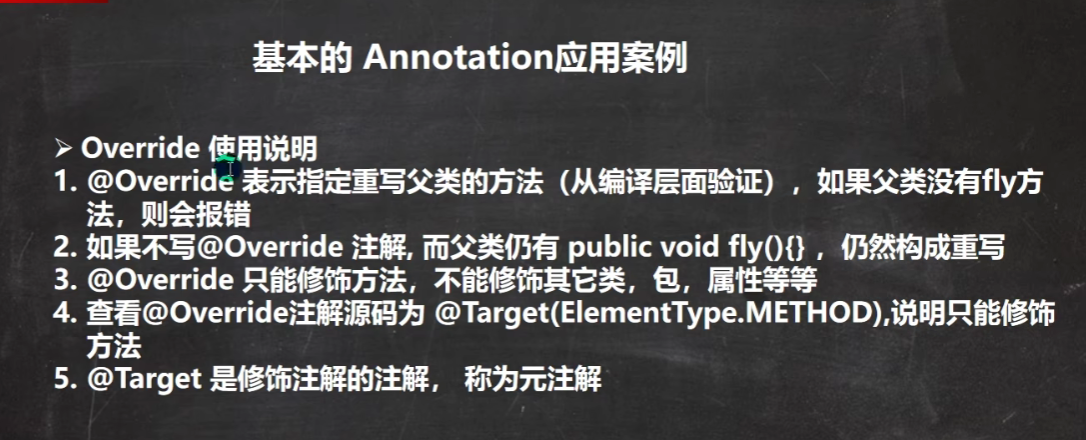 基本的 Annotation应用案例
➢ Override 使用说明
1. @Override 表示指定重写父类的方法（从编译层面验证），如果父类没有fly方
法，则会报错
2. 如果不写@Override 注解, 而父类仍有 public void fly(){} ，仍然构成重写
3. @Override 只能修饰方法，不能修饰其它类，包，属性等等
4. 查看@Override注解源码为 @Target(ElementType.METHOD),说明只能修饰
方法
5. @Target 是修饰注解的注解， 称为元注解